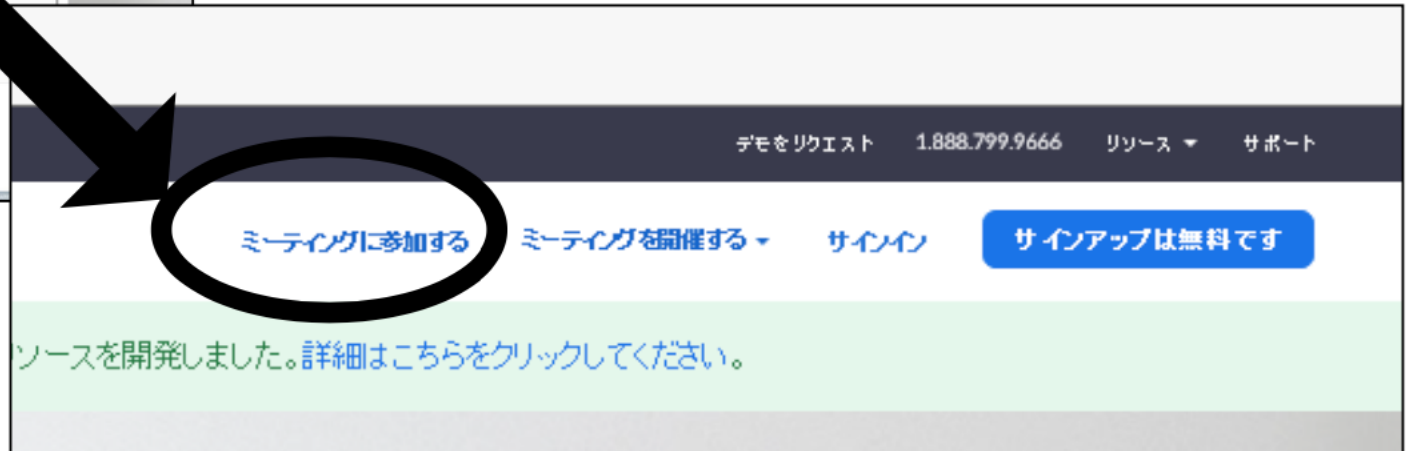 デモをリクエスト 1.888.799.9666 リソース サポート
ミーティングに参加する ミーティングを開催する サインイン サインアップは無料です
ソースを開発しました。詳細はこちらをクリックしてください。